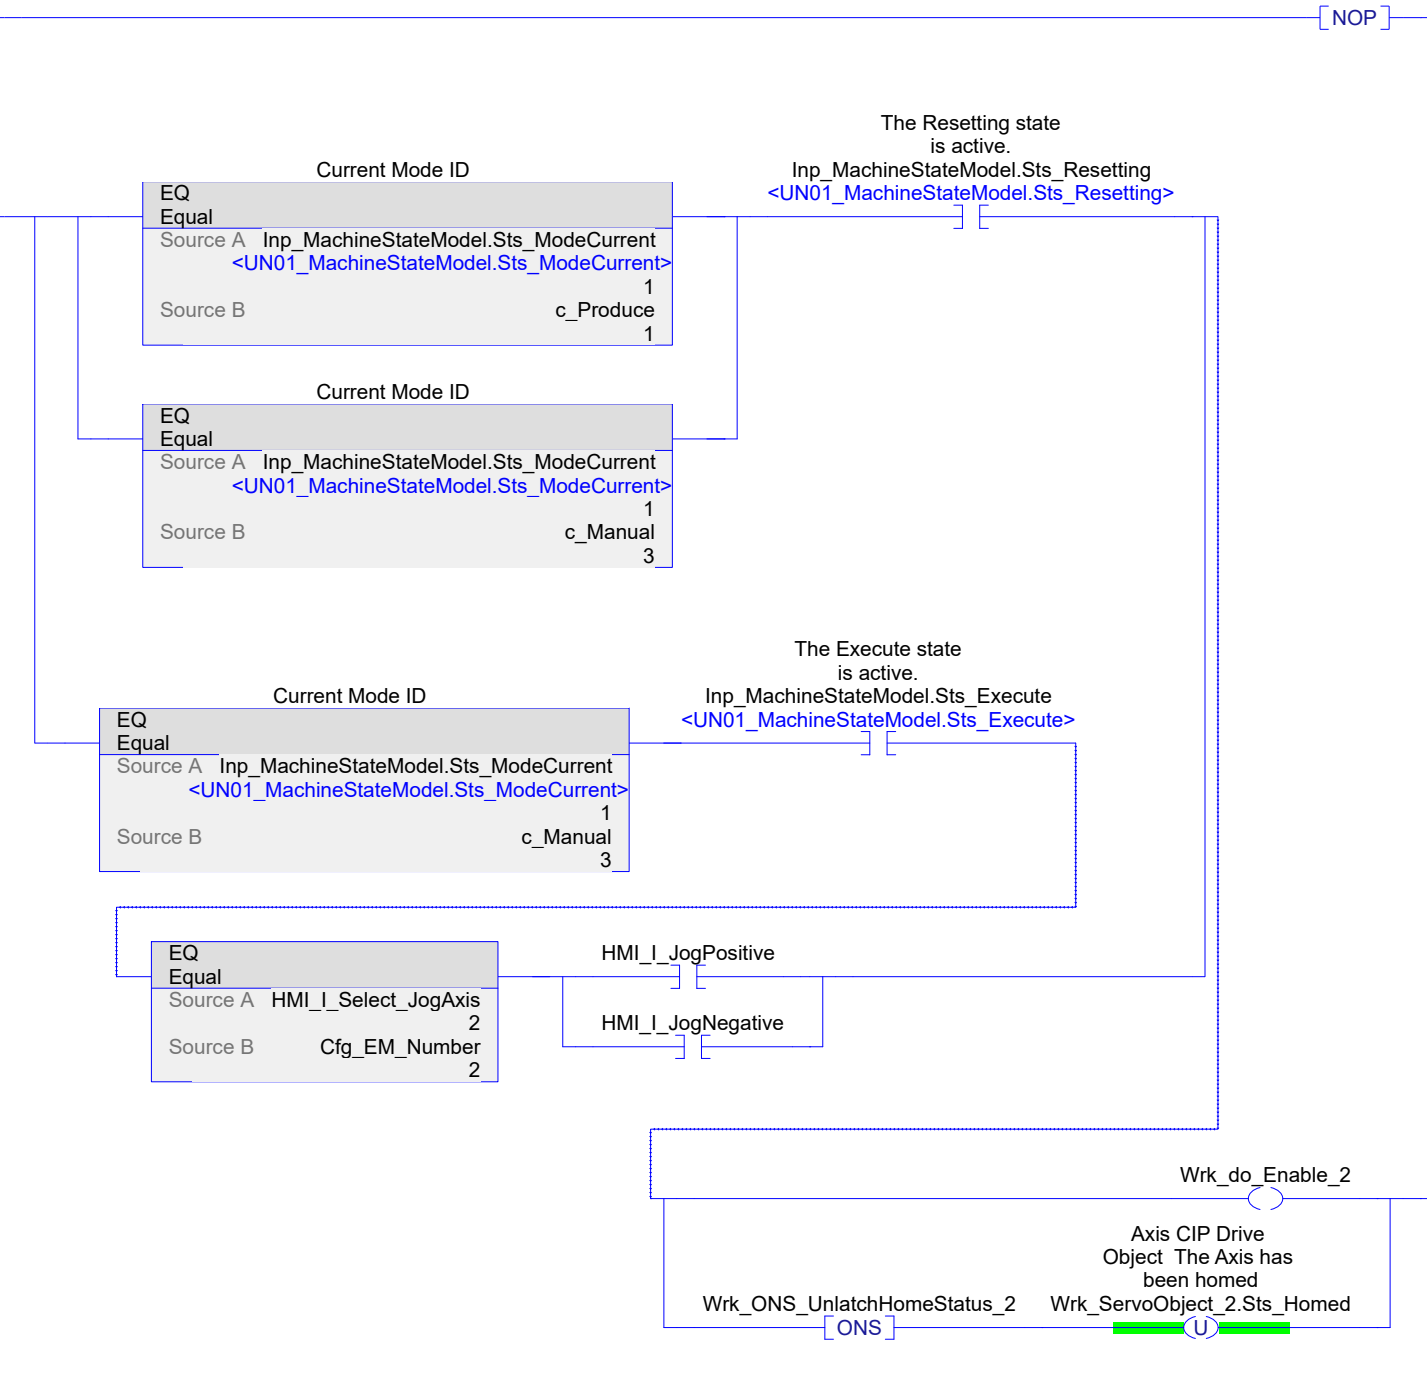 NOP
The Resetting state
is active.
Current Mode ID
Inp_MachineStateModel.Sts_Resetting
EQ
<UN01_MachineStateModel.Sts_Resetting>
Equal
Source A Inp_MachineStateModel.Sts_ModeCurrent
<UN01_MachineStateModel.Sts_ModeCurrent>
1
Source B c_Produce
1
Current Mode ID
EQ
Equal
Source A Inp_MachineStateModel.Sts_ModeCurrent
<UN01_MachineStateModel.Sts_ModeCurrent>
1
Source B c_Manual
3
The Execute state
is active.
Current Mode ID
Inp_MachineStateModel.Sts_Execute
EQ
<UN01_MachineStateModel.Sts_Execute>
Equal
Source A Inp_MachineStateModel.Sts_ModeCurrent
<UN01_MachineStateModel.Sts_ModeCurrent>
1
Source B c_Manual
3
EQ
HMI_I_JogPositive
Equal
Source A HMI_I_Select_JogAxis
2
HMI_I_JogNegative
Source B Cfg_EM_Number
2
Wrk_do_Enable_2
Axis CIP Drive
Object The Axis has
been homed
Wrk_ONS_UnlatchHomeStatus_2
Wrk_ServoObject_2.Sts_Homed
ONS
U